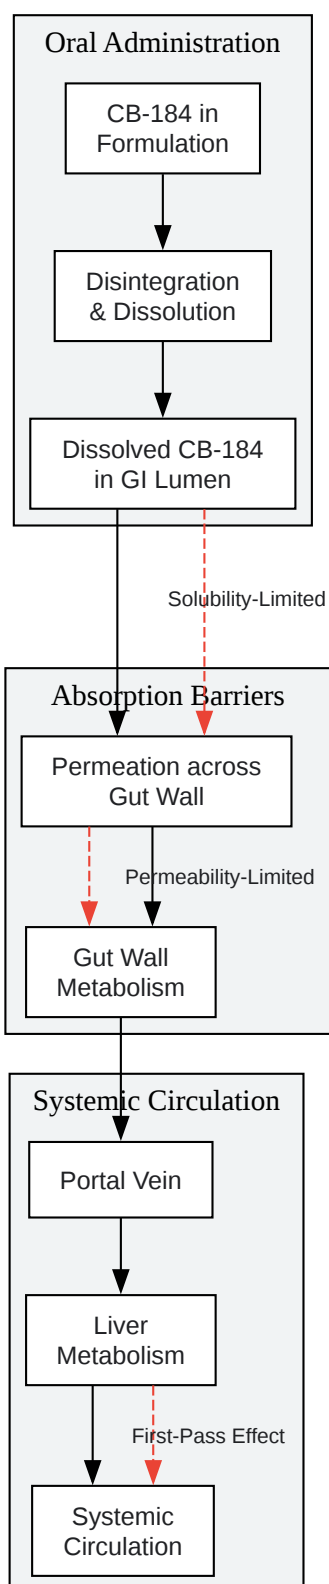 Oral Administration
CB-184 in
Formulation
Disintegration
& Dissolution
Dissolved CB-184
in GI Lumen
Solubility-Limited
Absorption Barriers
Permeation across
Gut Wall
Permeability-Limited
Gut Wall
Metabolism
Systemic Circulation
Portal Vein
Liver
Metabolism
First-Pass Effect
Systemic
Circulation